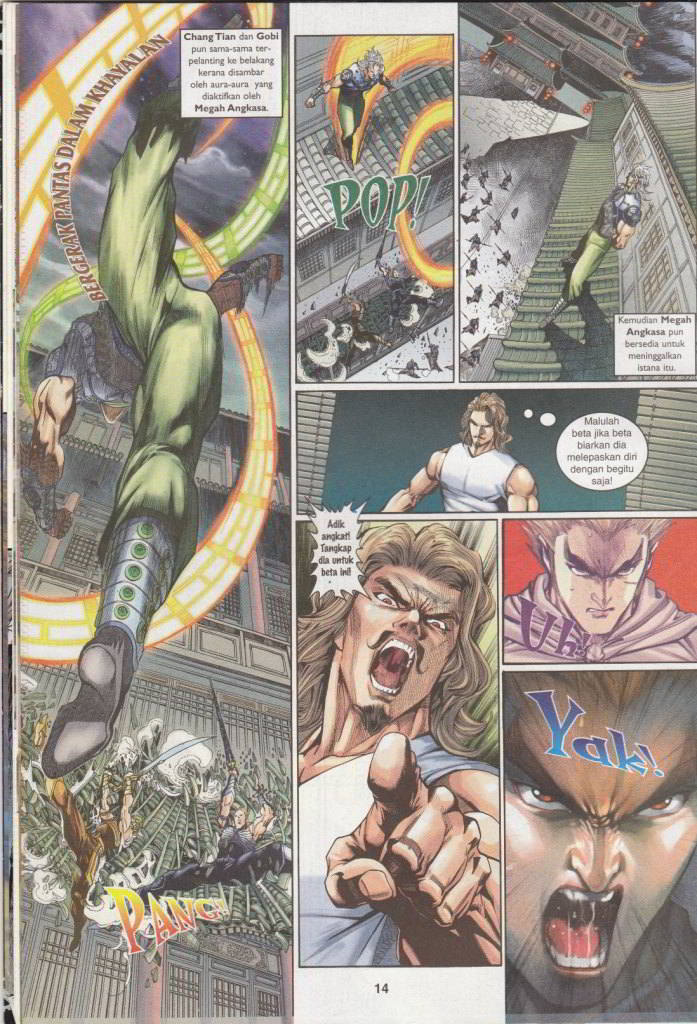 Chang Tian dan Gobi
pun sama-sama ter-
pelanting ke belakang
kerana disambar
oleh aura-aura yang
diaktifkan oleh
Megah Angkasa.
BERGERAK PANTAS DALAM KHAYALAN
PANG!!
POP!
Kemudian Megah
Angkasa pun
bersedia untuk
meninggalkan
istana itu.
Malulah
beta jika beta
biarkan dia
melepaskan diri
dengan begitu
saja!
Adik
angkat!
Tangkap
dia untuk
beta ini!
Uh!
Yak!
14